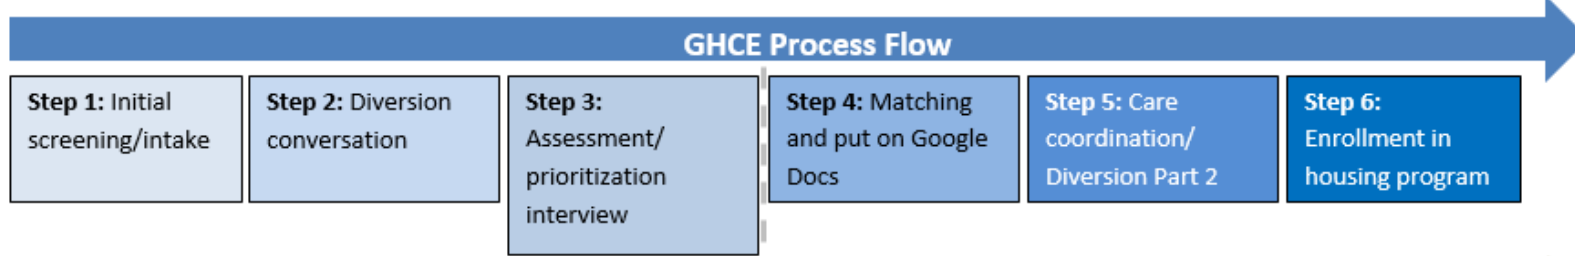 GHCE Process Flow
Step 1: Initial
screening/intake
Step 2: Diversion
conversation
Step 3:
Assessment/
prioritization
interview
Step 4: Matching
and put on Google
Docs
Step 5: Care
coordination/
Diversion Part 2
Step 6:
Enrollment in
housing program